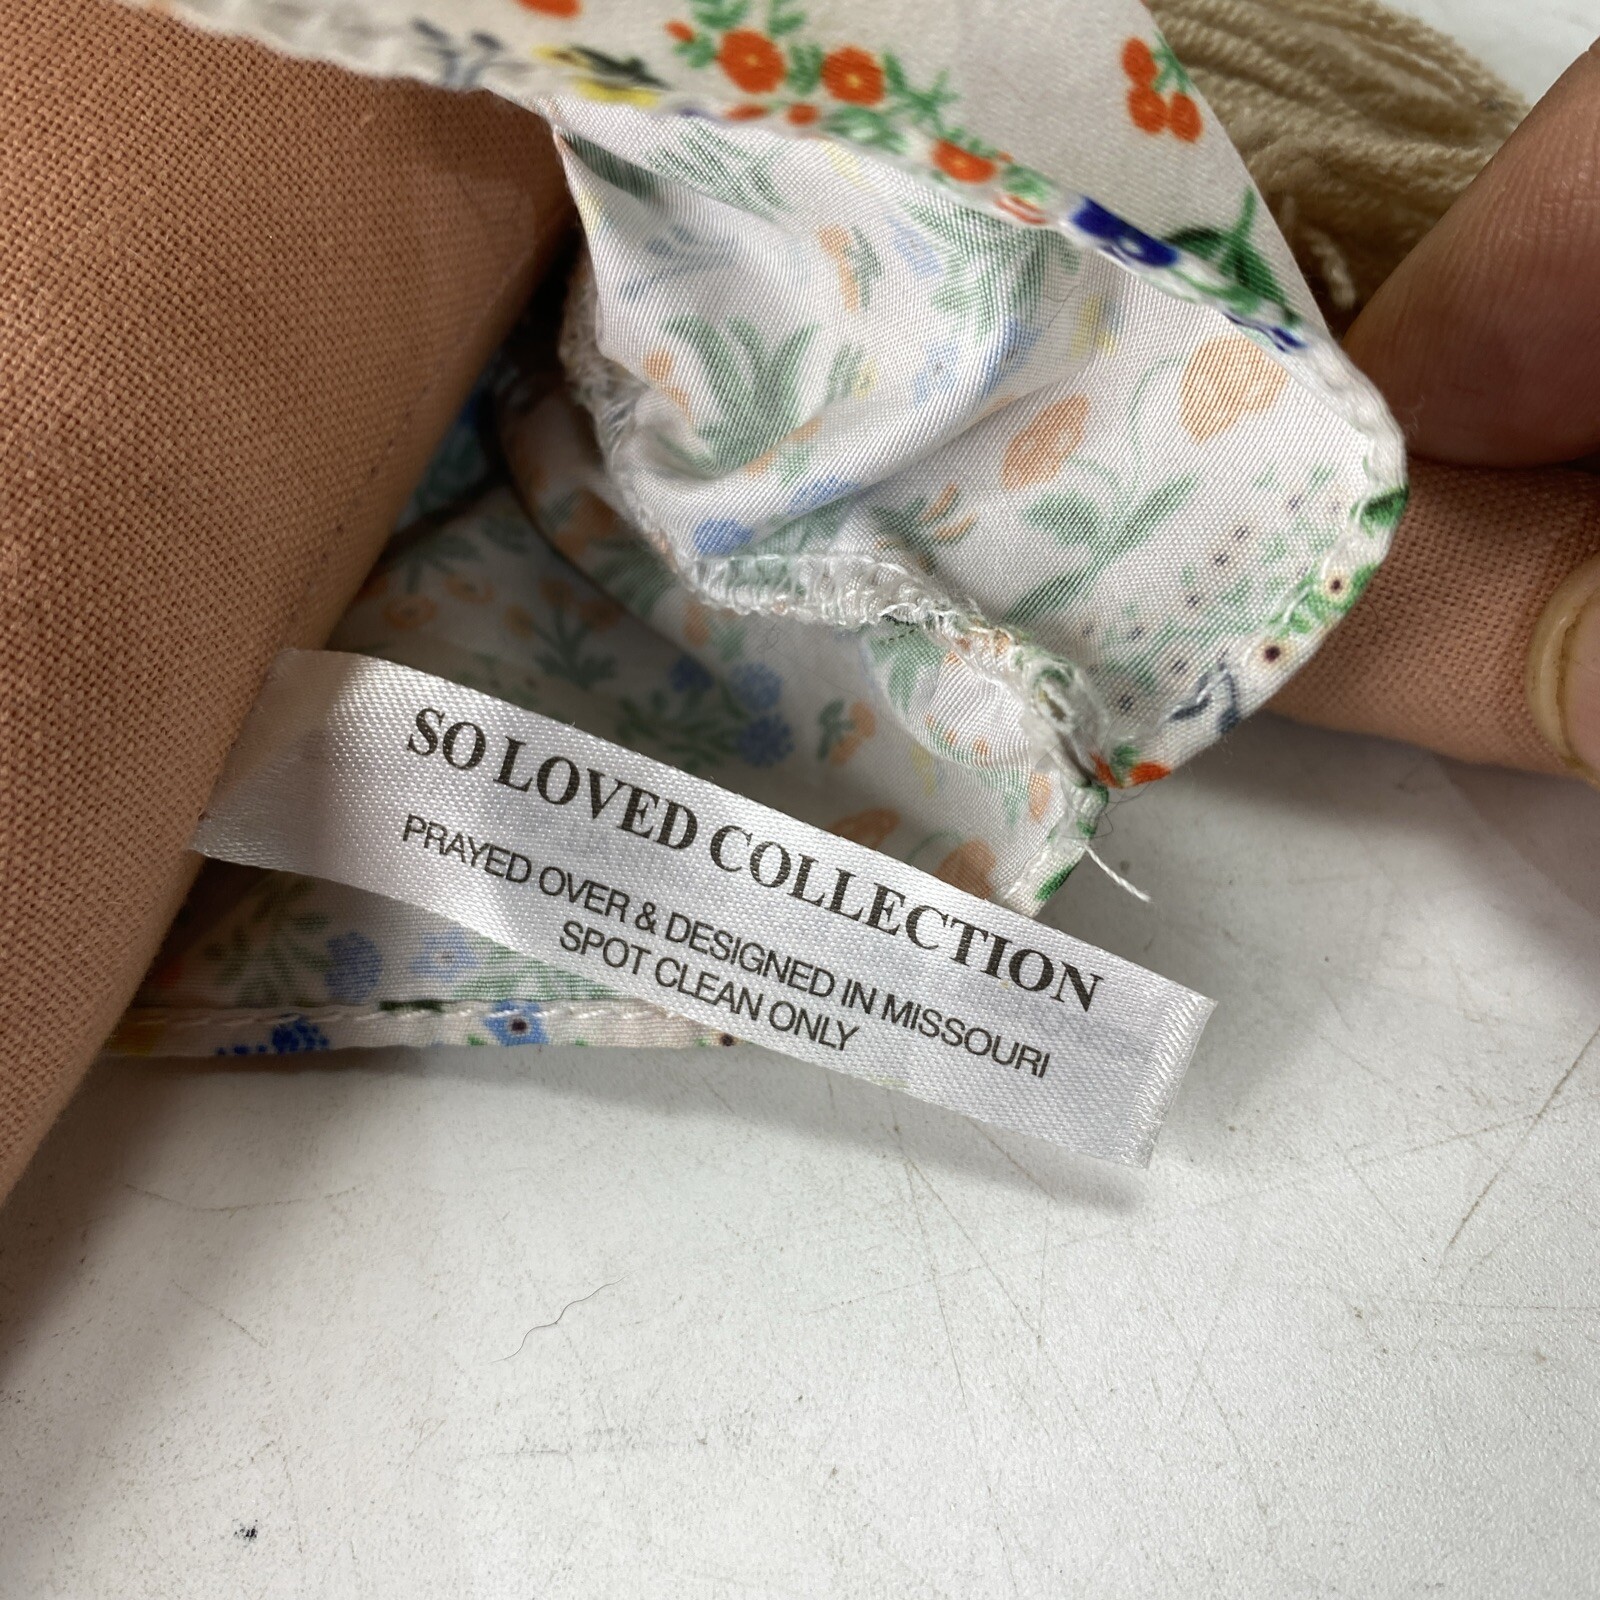 SO LOVED COLLECTION
PRAYED OVER & DESIGNED IN MISSOURI
SPOT CLEAN ONLY